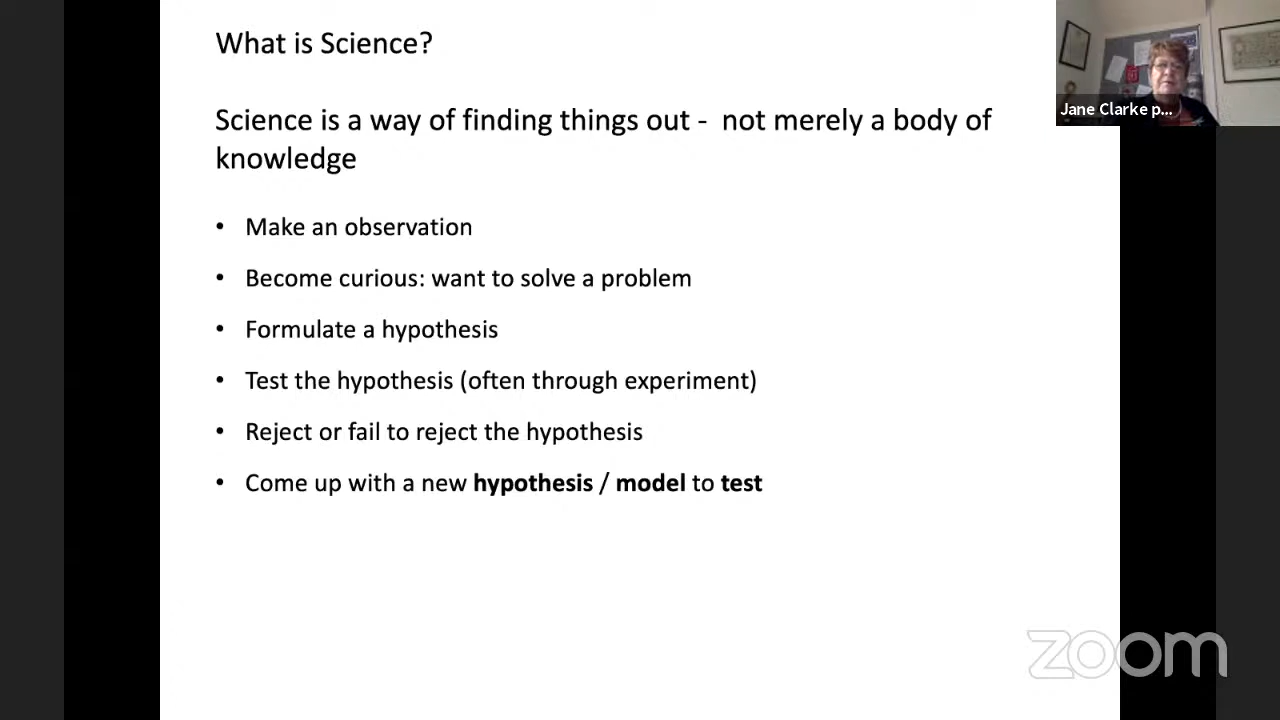 What is Science?
Science is a way of finding things out - not merely a body of
knowledge
• Make an observation
• Become curious: want to solve a problem
• Formulate a hypothesis
• Test the hypothesis (often through experiment)
• Reject or fail to reject the hypothesis
• Come up with a new hypothesis / model to test
Jane Clarke p...
zoom